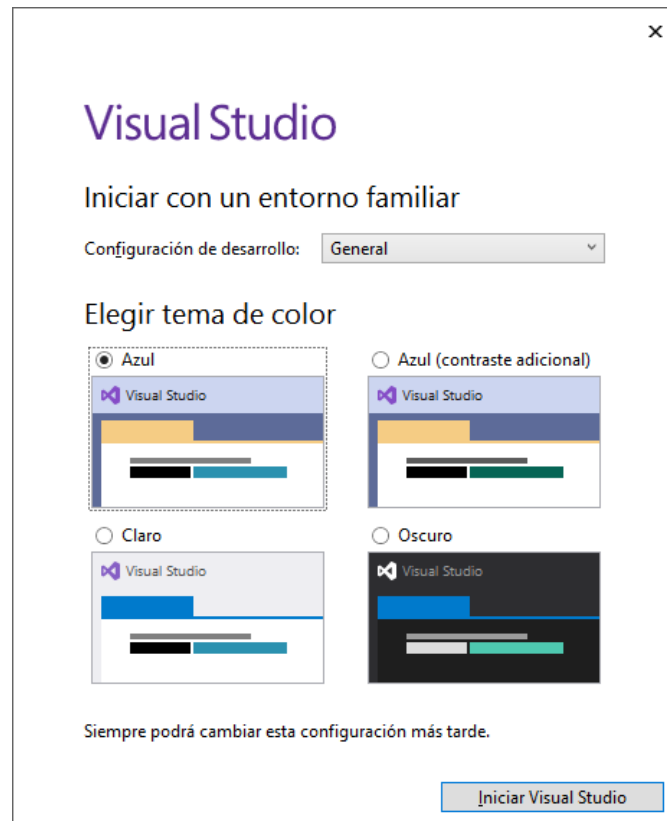 Visual Studio
Iniciar con un entorno familiar
Configuración de desarrollo: General
Elegir tema de color
Azul
Azul (contraste adicional)
Visual Studio
Visual Studio
Claro
Oscuro
Visual Studio
Visual Studio
Siempre podrá cambiar esta configuración más tarde.
Iniciar Visual Studio